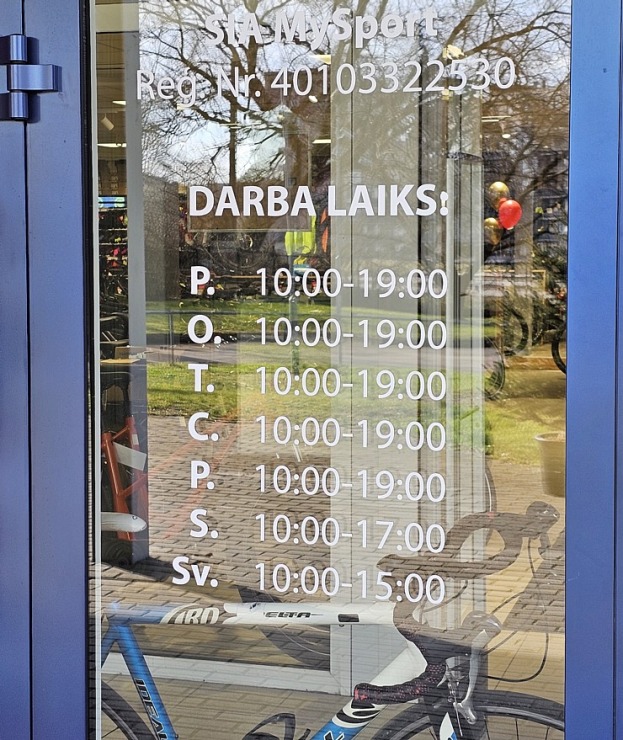 SIA MySport
Reg. Nr. 40103322530
DARBA LAIKS:
P. 10:00-19:00
O. 10:00-19:00
T. 10:00-19:00
C. 10:00-19:00
P. 10:00-19:00
S. 10:00-17:00
Sv. 10:00-15:00
IDEAL